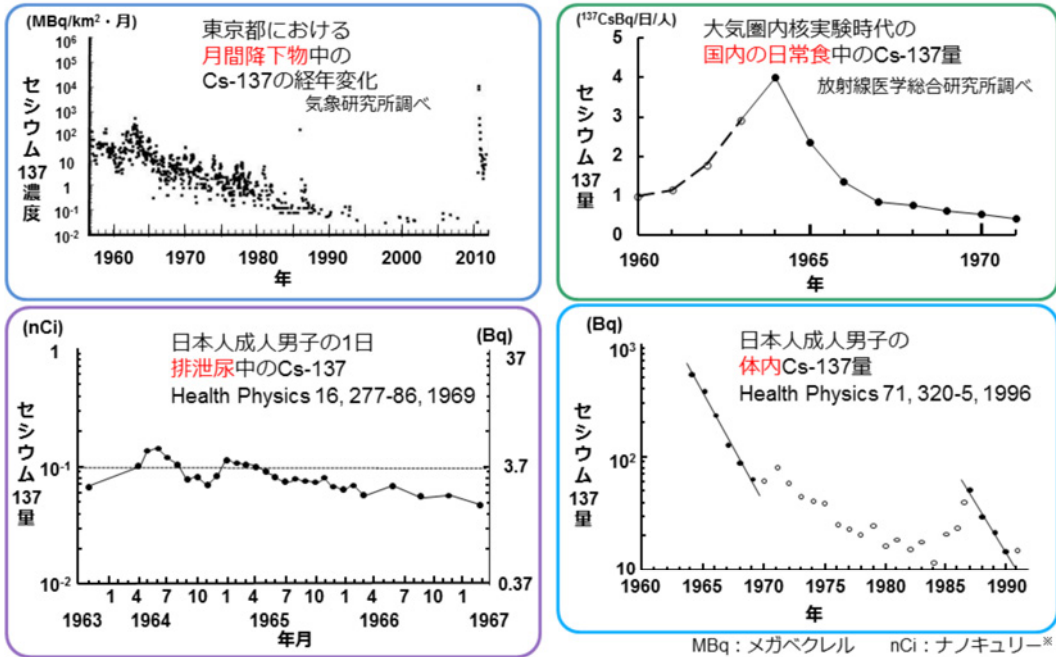 (MBq/km²・月)
東京都における
月間降下物中の
Cs-137の経年変化
気象研究所調べ
セシウム137濃度
10⁶
10⁵
10⁴
10³
10²
10
1
10⁻¹
10⁻²
1960 1970 1980 1990 2000 2010
年
(¹³⁷CsBq/日/人)
大気圏内核実験時代の
国内の日常食中のCs-137量
放射線医学総合研究所調べ
セシウム137量
5
4
3
2
1
0
1960 1965 1970
年
(nCi)
(Bq)
日本人成人男子の1日
排泄尿中のCs-137
Health Physics 16, 277-86, 1969
セシウム137量
1
10⁻¹
10⁻²
37
3.7
0.37
1 4 7 10 1 4 7 10 1 4 7 10 1
1963 1964 1965 1966 1967
年月
(Bq)
日本人成人男子の
体内Cs-137量
Health Physics 71, 320-5, 1996
セシウム137量
10³
10²
10
1960 1965 1970 1975 1980 1985 1990
年
MBq：メガベクレル nCi：ナノキュリー※